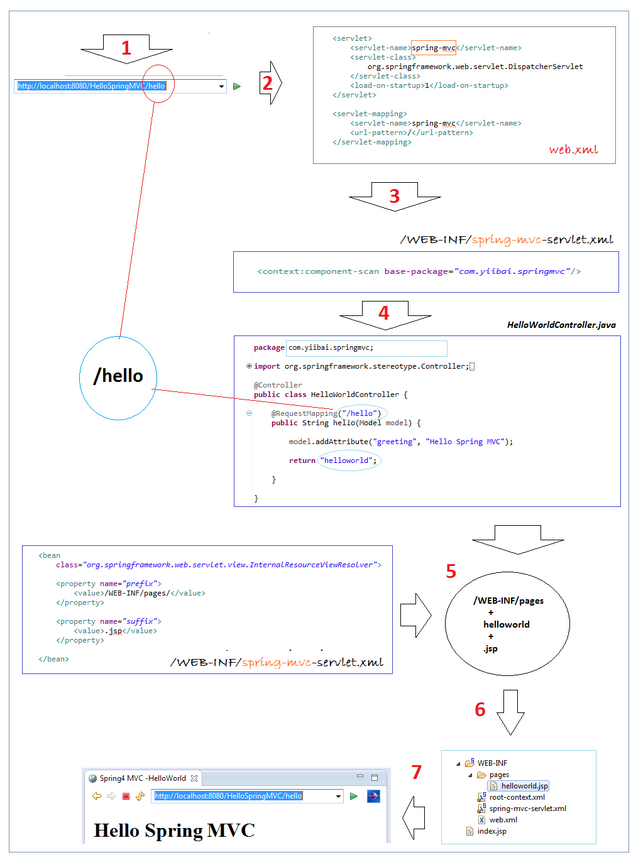 1
http://localhost:8080/HelloSpringMVC/hello
2
<servlet>
<servlet-name>spring-mvc</servlet-name>
<servlet-class>
org.springframework.web.servlet.DispatcherServlet
</servlet-class>
<load-on-startup>1</load-on-startup>
</servlet>
<servlet-mapping>
<servlet-name>spring-mvc</servlet-name>
<url-pattern>/</url-pattern>
</servlet-mapping>
web.xml
3
/WEB-INF/spring-mvc-servlet.xml
<context:component-scan base-package="com.yiibai.springmvc"/>
4
HelloWorldController.java
package com.yiibai.springmvc;
import org.springframework.stereotype.Controller;
@Controller
public class HelloWorldController {
/hello
@RequestMapping("/hello")
public String hello(Model model) {
model.addAttribute("greeting", "Hello Spring MVC");
return "helloworld";
}
}
<bean
class="org.springframework.web.servlet.view.InternalResourceViewResolver">
<property name="prefix">
<value>/WEB-INF/pages/</value>
</property>
<property name="suffix">
<value>.jsp</value>
</property>
</bean>
/WEB-INF/spring-mvc-servlet.xml
5
/WEB-INF/pages
+
helloworld
+
.jsp
6
WEB-INF
pages
helloworld.jsp
root-context.xml
spring-mvc-servlet.xml
web.xml
index.jsp
7
Spring4 MVC -HelloWorld
http://localhost:8080/HelloSpringMVC/hello
Hello Spring MVC